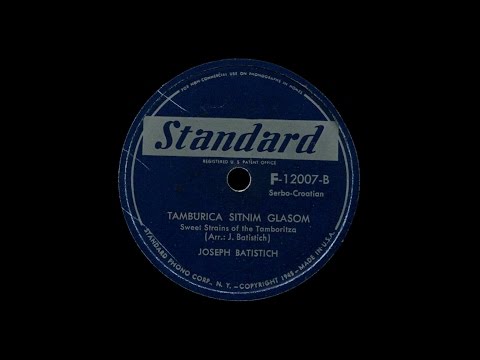 FOR NON-COMMERCIAL USE ON PHONOGRAPHS IN HOMES
Standard
REGISTERED U. S. PATENT OFFICE
F-12007-B
Serbo-Croatian
TAMBURICA SITNIM GLASOM
Sweet Strains of the Tamboritza
(Arr.: J. Batistich)
JOSEPH BATISTICH
STANDARD PHONO CORP. N. Y. - COPYRIGHT 1948 - MADE IN U.S.A.